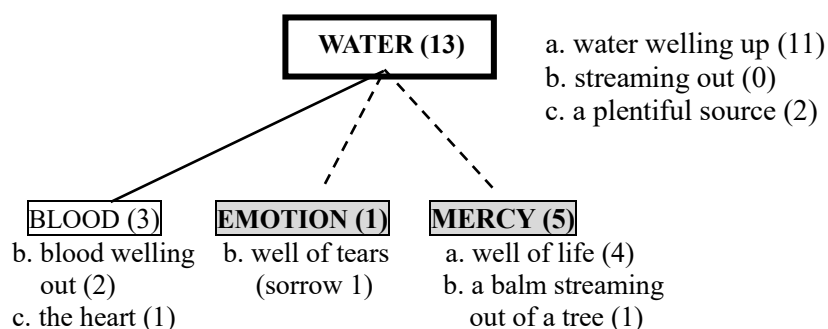 WATER (13)
a. water welling up (11)
b. streaming out (0)
c. a plentiful source (2)
BLOOD (3)
b. blood welling
out (2)
c. the heart (1)
EMOTION (1)
b. well of tears
(sorrow 1)
MERCY (5)
a. well of life (4)
b. a balm streaming
out of a tree (1)